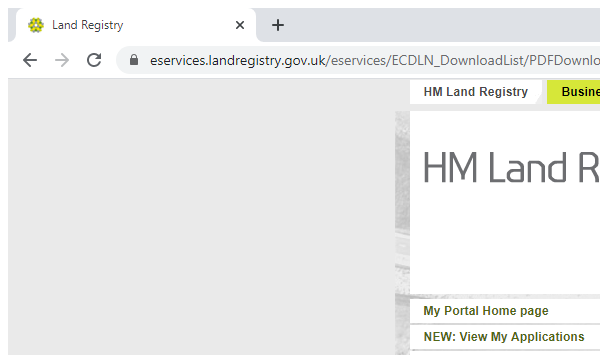 Land Registry
eservices.landregistry.gov.uk/eservices/ECDLN_DownloadList/PDFDownlo
HM Land Registry
Busine
HM Land R
My Portal Home page
NEW: View My Applications